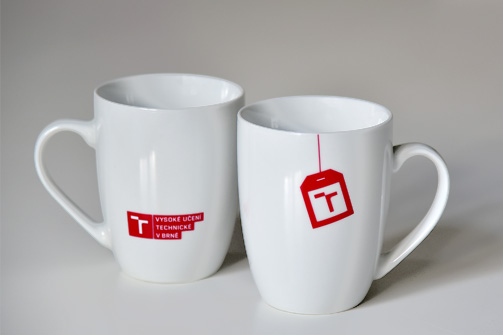 T
VYSOKÉ UČENÍ
TECHNICKÉ
V BRNĚ
T